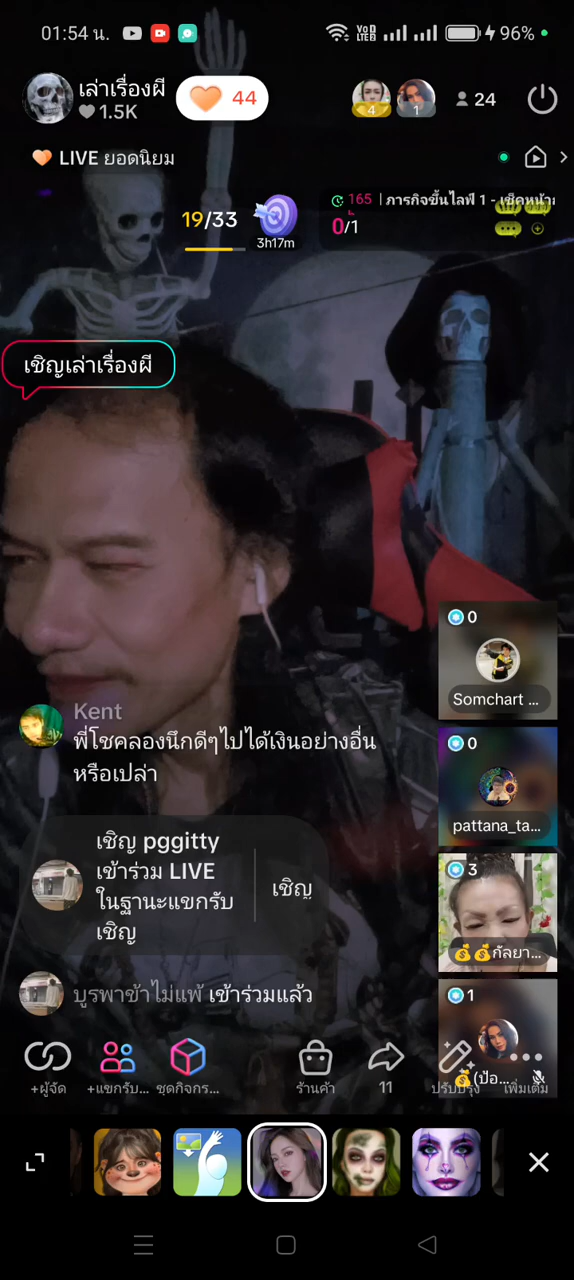 01:54 น.
VoD
LTE
96%
เล่าเรื่องผี
1.5K
44
4
1
24
LIVE ยอดนิยม
165 | ภารกิจขึ้นไลฟ์ 1 - เช็คหน้า
19/33
0/1
3h17m
เชิญเล่าเรื่องผี
0
Somchart ...
0
pattana_ta...
3
กัลยา...
1
(ป้อ...
Kent
พี่โชคลองนึกดีๆไปได้เงินอย่างอื่น
หรือเปล่า
เชิญ pggitty
เข้าร่วม LIVE
ในฐานะแขกรับ
เชิญ
เชิญ
บูรพาข้าไม่แพ้ เข้าร่วมแล้ว
+ผู้จัด
+แขกรับ...
ชุดกิจกร...
ร้านค้า
11
ปรับปรุง
เพิ่มเติม